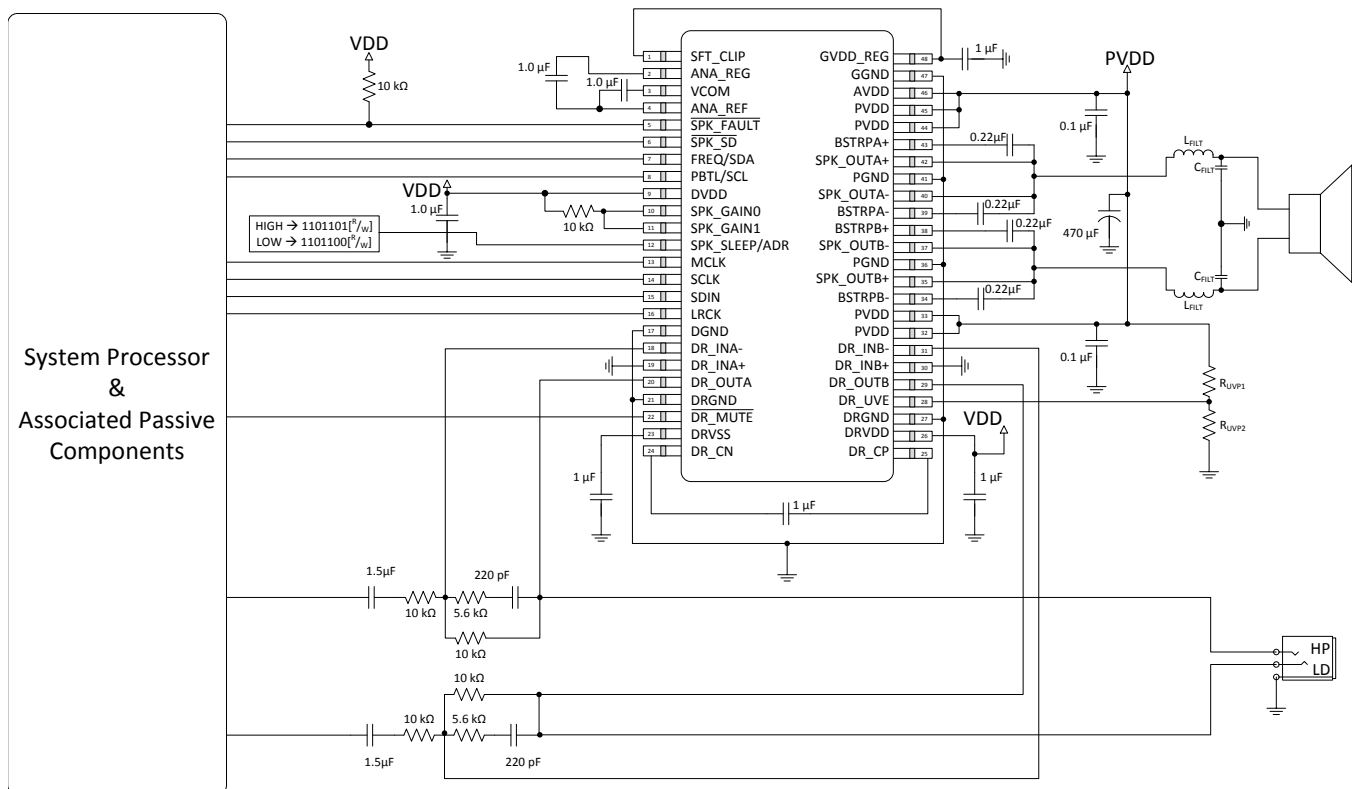 System Processor
&
Associated Passive
Components
VDD
10 kΩ
1.0 µF
1.0 µF
VDD
1.0 µF
10 kΩ
HIGH → 1101101[R/W]
LOW → 1101100[R/W]
1 SFT_CLIP
2 ANA_REG
3 VCOM
4 ANA_REF
5 SPK_FAULT
6 SPK_SD
7 FREQ/SDA
8 PBTL/SCL
9 DVDD
10 SPK_GAIN0
11 SPK_GAIN1
12 SPK_SLEEP/ADR
13 MCLK
14 SCLK
15 SDIN
16 LRCK
17 DGND
18 DR_INA-
19 DR_INA+
20 DR_OUTA
21 DRGND
22 DR_MUTE
23 DRVSS
24 DR_CN
GVDD_REG 48
GGND 47
AVDD 46
PVDD 45
PVDD 44
BSTRPA+ 43
SPK_OUTA+ 42
PGND 41
SPK_OUTA- 40
BSTRPA- 39
BSTRPB+ 38
SPK_OUTB- 37
PGND 36
SPK_OUTB+ 35
BSTRPB- 34
PVDD 33
PVDD 32
DR_INB- 31
DR_INB+ 30
DR_OUTB 29
DR_UVE 28
DRGND 27
DRVDD 26
DR_CP 25
1 µF
PVDD
0.1 µF
0.22µF
0.22µF
0.22µF
0.22µF
470 µF
LFILT
CFILT
CFILT
LFILT
0.1 µF
RUVP1
RUVP2
VDD
1 µF
1 µF
1 µF
1.5µF
10 kΩ
5.6 kΩ
220 pF
10 kΩ
10 kΩ
1.5µF
10 kΩ
5.6 kΩ
220 pF
HP
LD